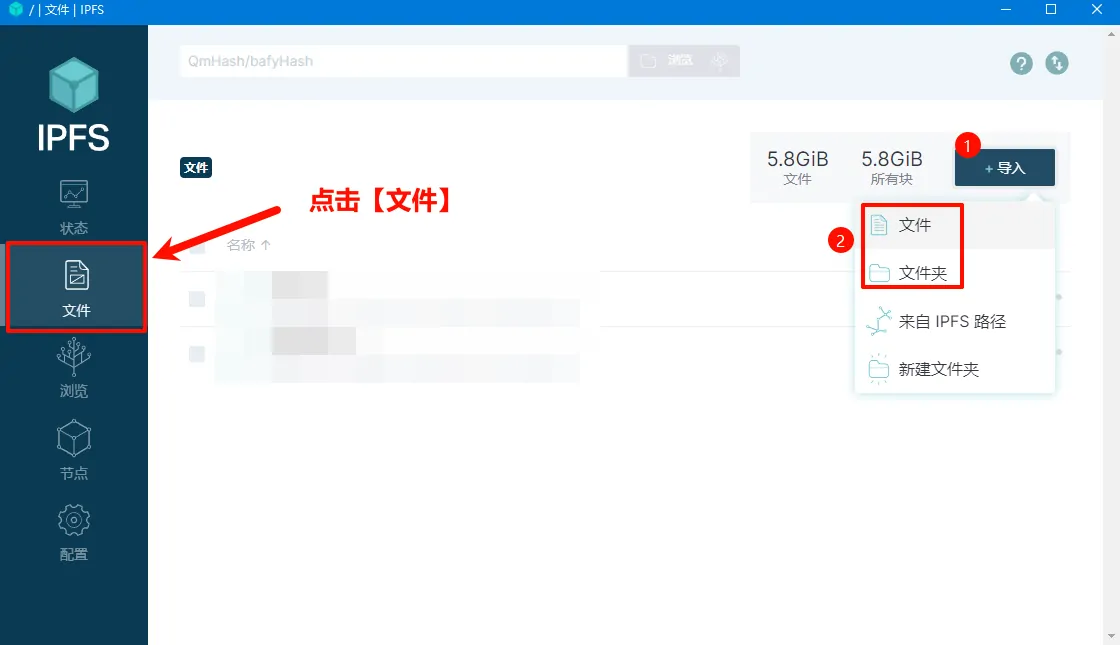 / | 文件 | IPFS
QmHash/bafyHash
浏览
?
IPFS
状态
文件
浏览
节点
配置
文件
点击【文件】
名称 ↑
5.8GiB
文件
5.8GiB
所有块
1
+ 导入
2
文件
文件夹
来自 IPFS 路径
新建文件夹